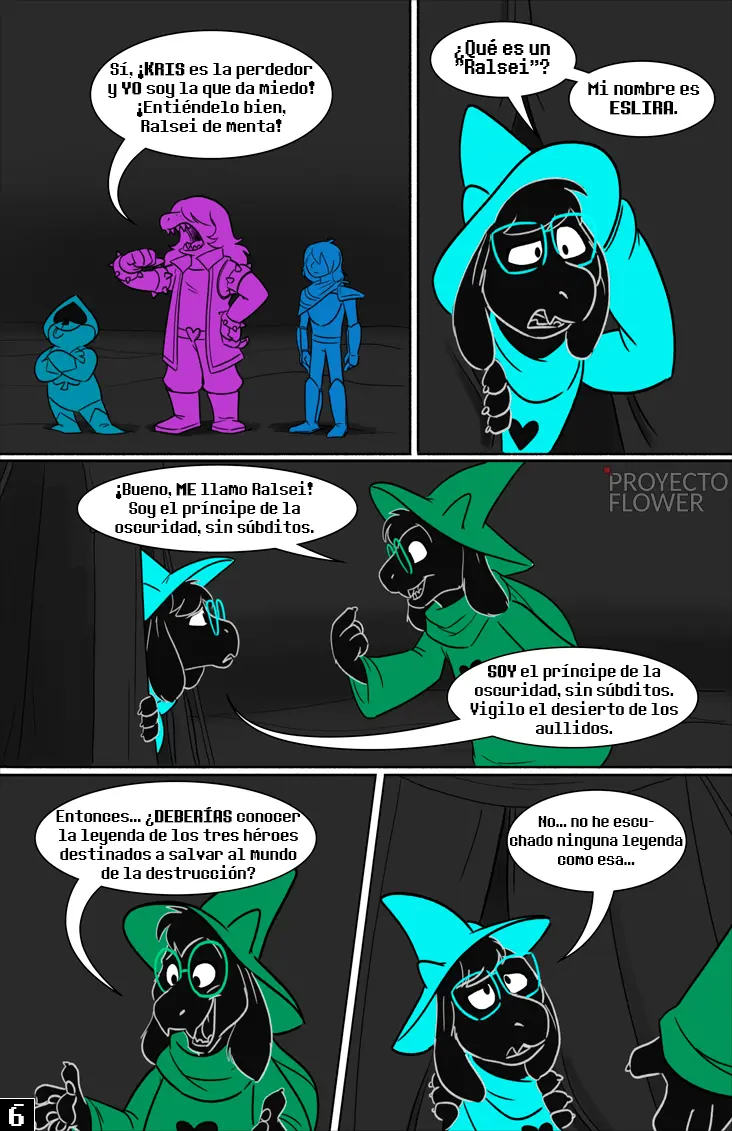 Sí, ¡KRIS es la perdedor
y YO soy la que da miedo!
¡Entiéndelo bien,
Ralsei de menta!
¿Qué es un
"Ralsei"?
Mi nombre es
ESLIRA.
¡Bueno, ME llamo Ralsei!
Soy el príncipe de la
oscuridad, sin súbditos.
PROYECTO
FLOWER
SOY el príncipe de la
oscuridad, sin súbditos.
Vigilo el desierto de los
aullidos.
Entonces... ¿DEBERÍAS conocer
la leyenda de los tres héroes
destinados a salvar al mundo
de la destrucción?
No... no he escu-
chado ninguna leyenda
como esa...
6